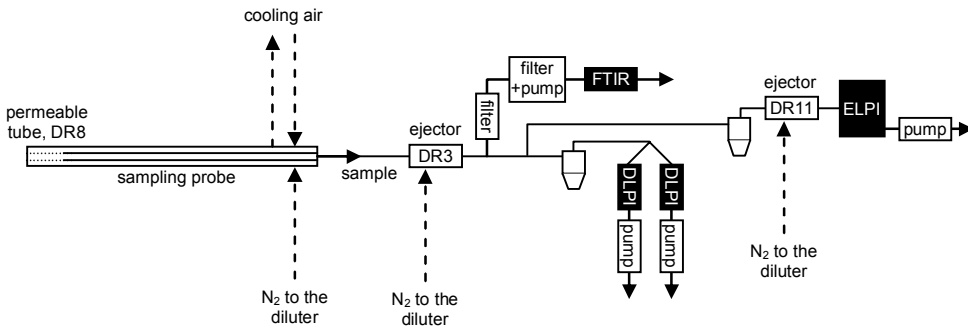 cooling air
permeable
tube, DR8
sampling probe
sample
N₂ to the
diluter
ejector
DR3
N₂ to the
diluter
filter
filter
+pump
FTIR
DLPI
DLPI
pump
pump
ejector
DR11
N₂ to the
diluter
ELPI
pump